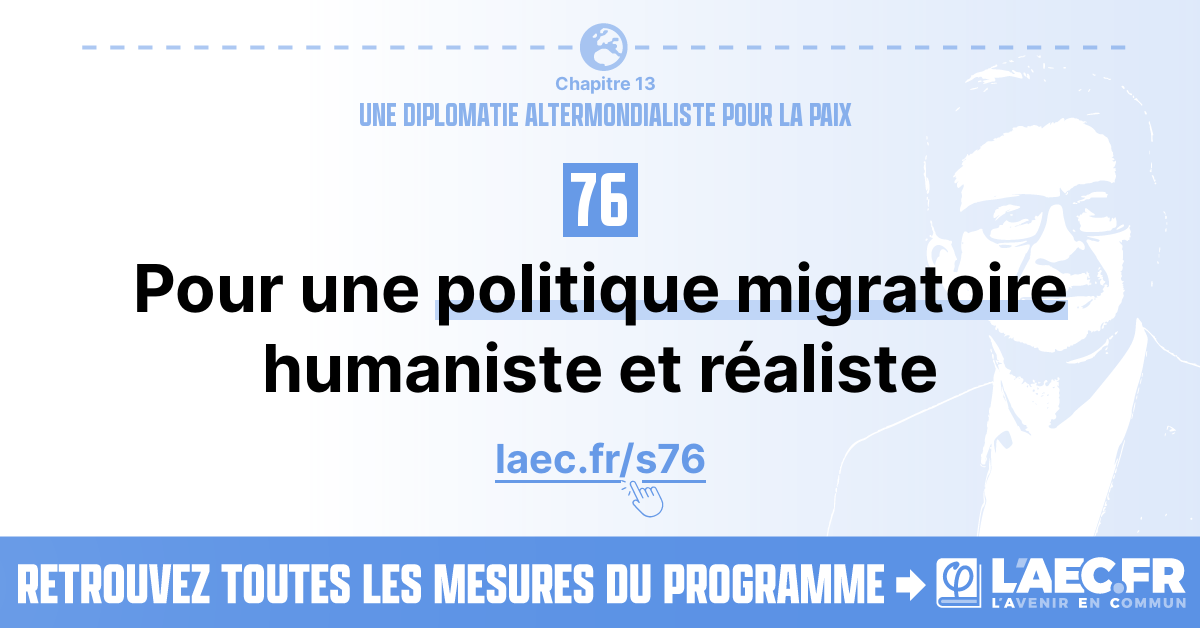 Chapitre 13
UNE DIPLOMATIE ALTERMONDIALISTE POUR LA PAIX
76
Pour une politique migratoire
humaniste et réaliste
laec.fr/s76
RETROUVEZ TOUTES LES MESURES DU PROGRAMME
φ
L'AEC.FR
L'AVENIR EN COMMUN